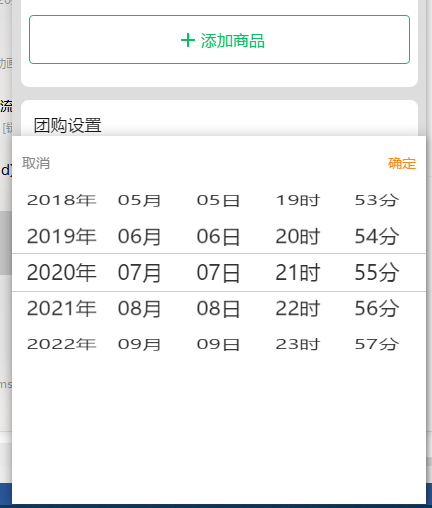 + 添加商品
团购设置
取消 确定
2018年 05月 05日 19时 53分
2019年 06月 06日 20时 54分
2020年 07月 07日 21时 55分
2021年 08月 08日 22时 56分
2022年 09月 09日 23时 57分
流
d)
ms